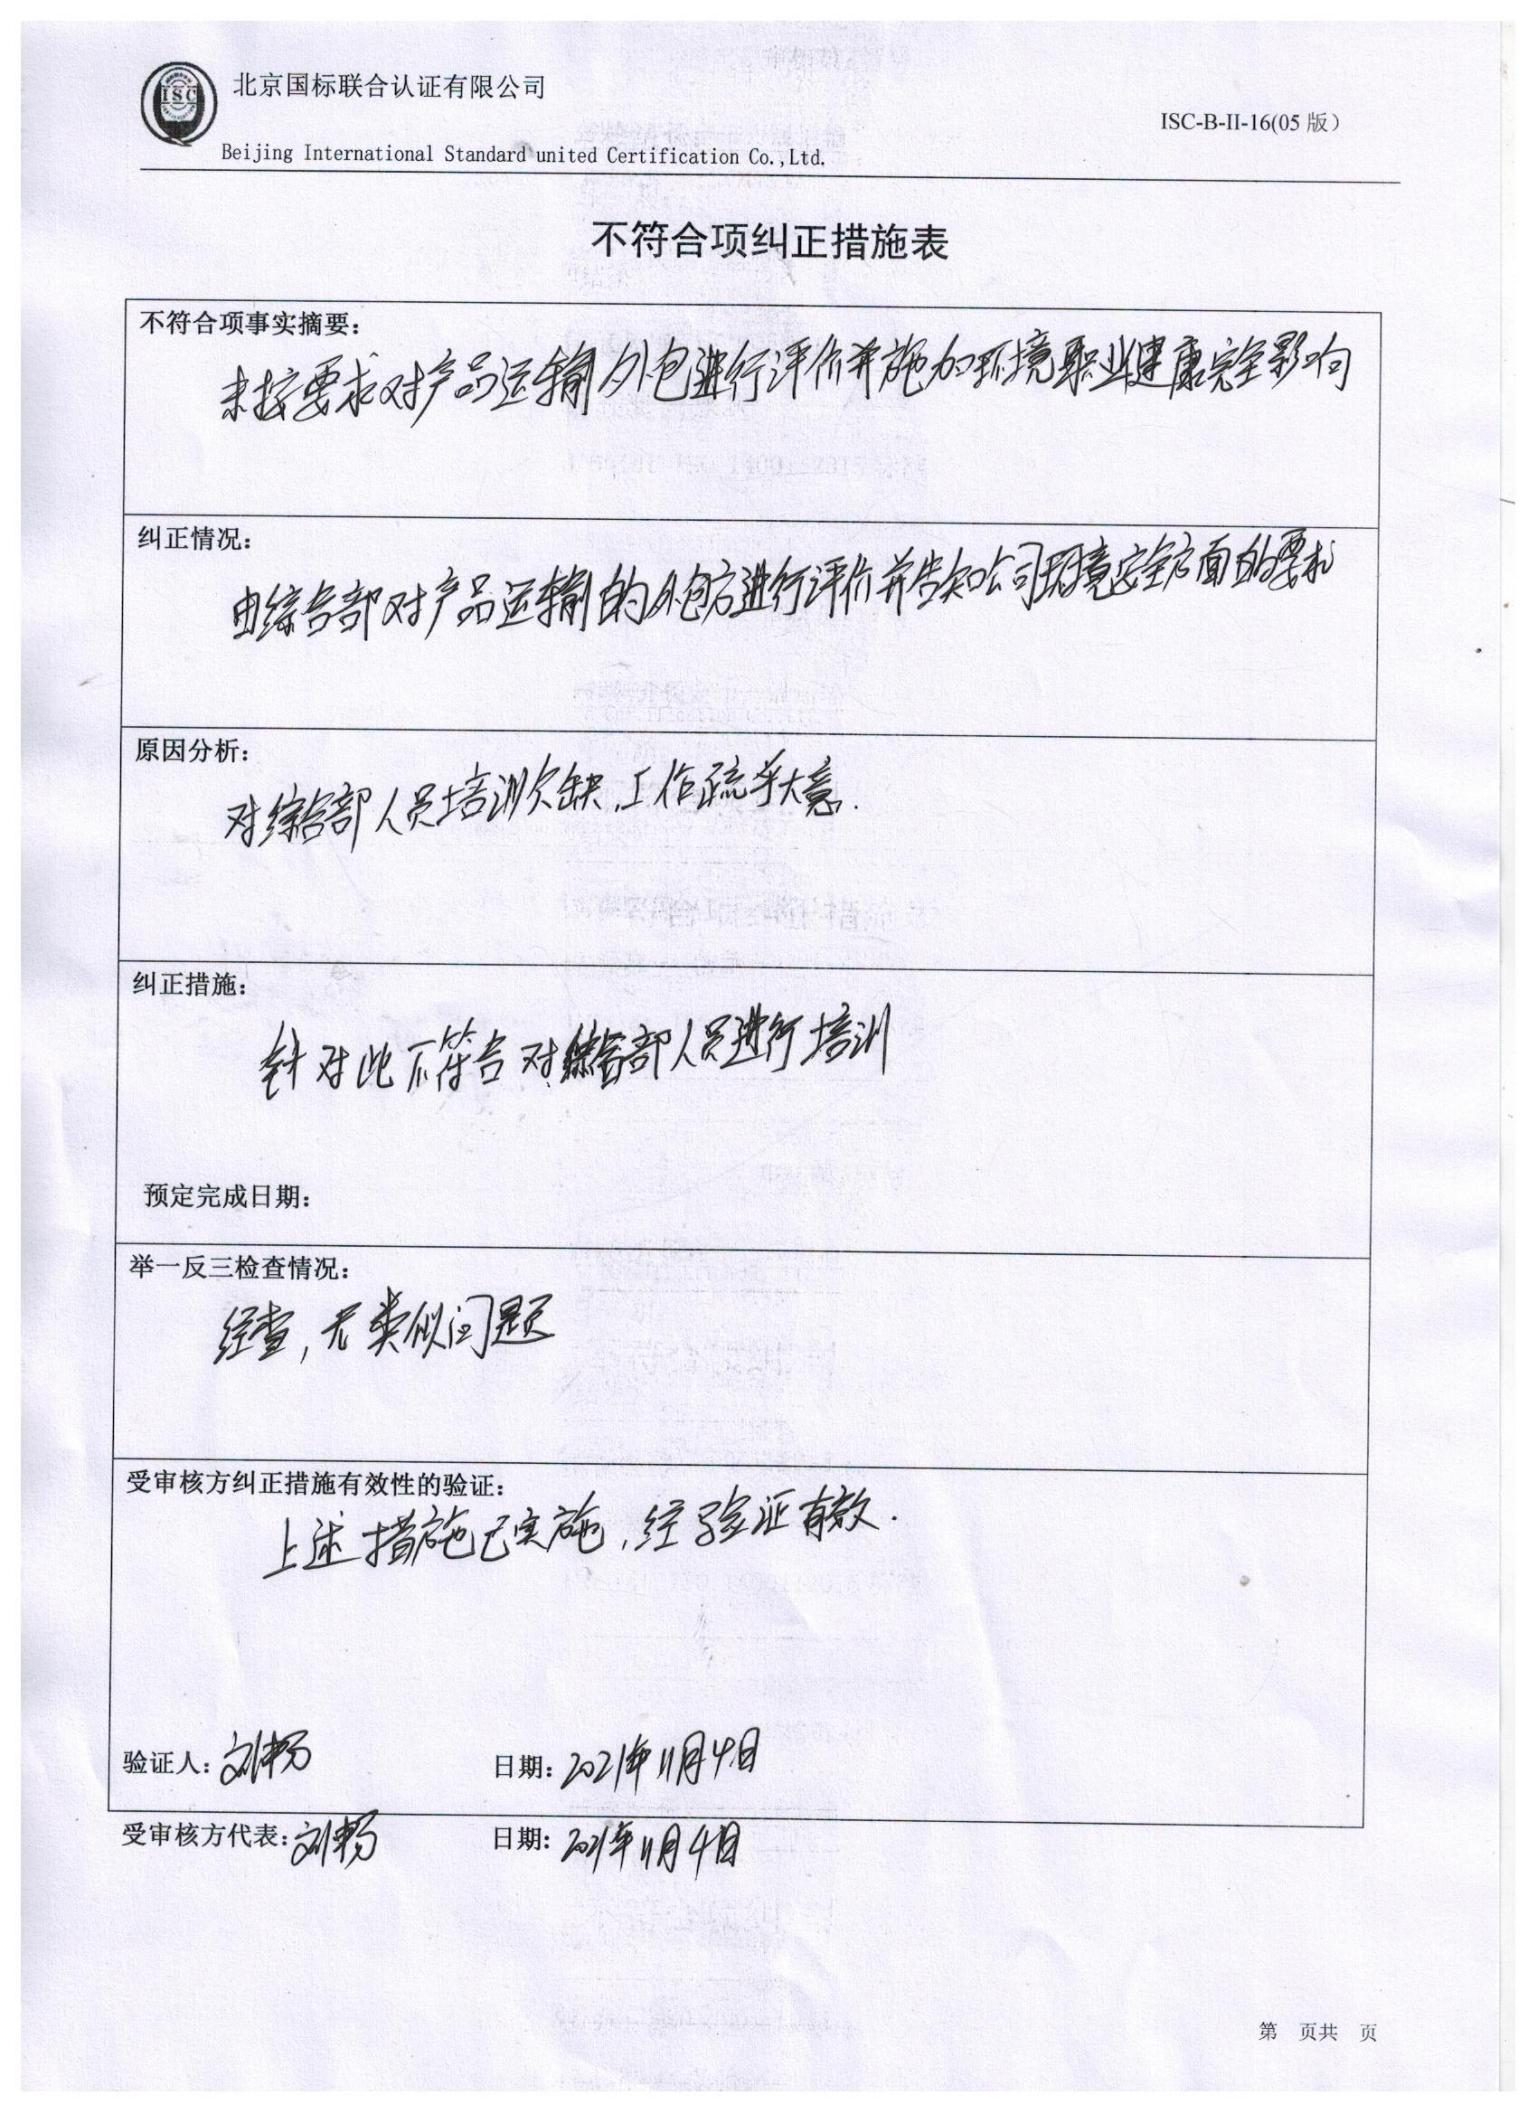 北京国标联合认证有限公司
ISC-B-II-16(05 版）
Beijing International Standard united Certification Co.,Ltd.
不符合项纠正措施表
不符合项事实摘要：
未按要求对产品运输外包进行评价并施加环境职业健康安全影响
纠正情况：
由综合部对产品运输的外包方进行评价并告知公司环境安全方面的要求
原因分析：
对综合部人员培训欠缺，工作疏忽大意.
纠正措施：
针对此不符合对综合部人员进行培训
预定完成日期：
举一反三检查情况：
经查，无类似问题
受审核方纠正措施有效性的验证：
上述措施已实施，经验证有效.
验证人：刘畅 日期：2021年11月4日
受审核方代表：刘畅 日期：2021年11月4日
第 页共 页